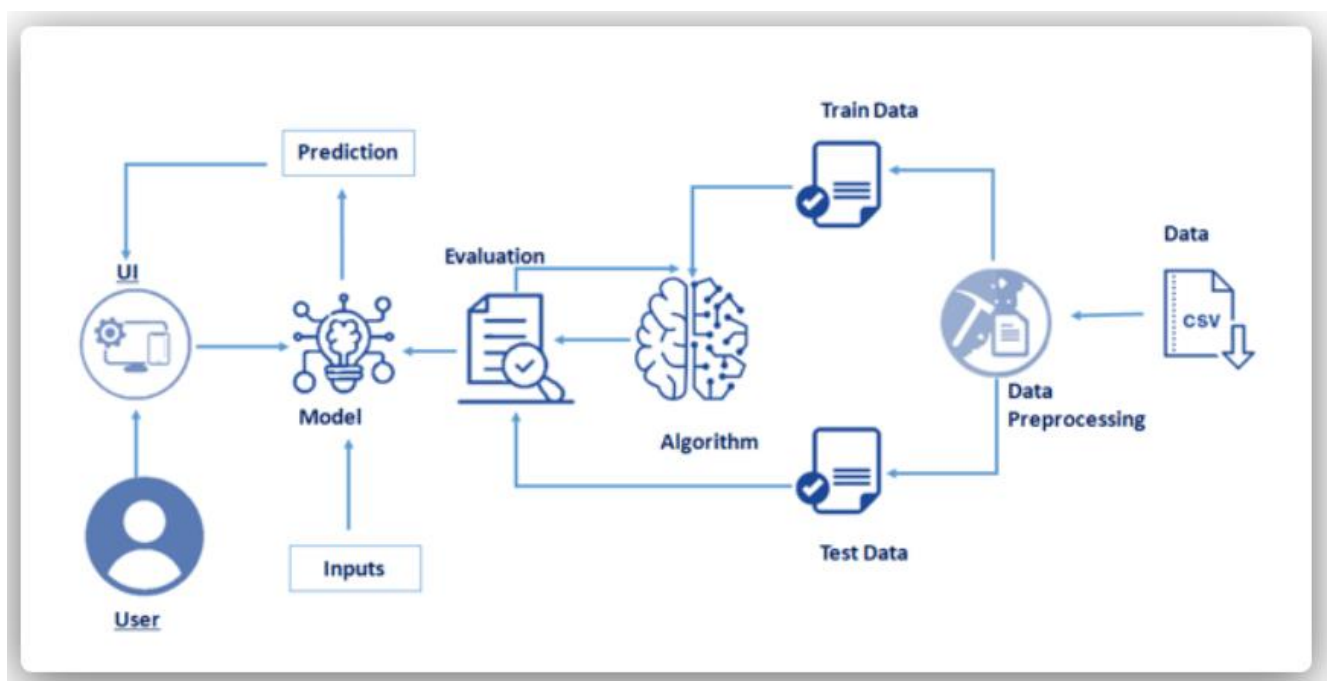 Train Data
Prediction
Data
Evaluation
UI
CSV
Data
Preprocessing
Model
Algorithm
Test Data
Inputs
User